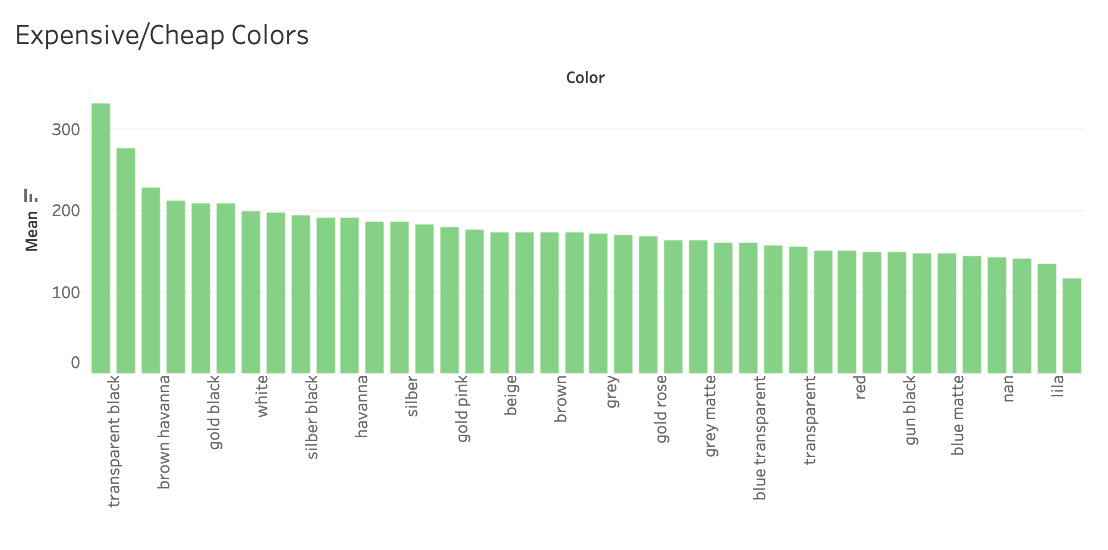 Expensive/Cheap Colors
Color
Mean
300
200
100
0
transparent black
brown havanna
gold black
white
silber black
havanna
silber
gold pink
beige
brown
grey
gold rose
grey matte
blue transparent
transparent
red
gun black
blue matte
nan
lila